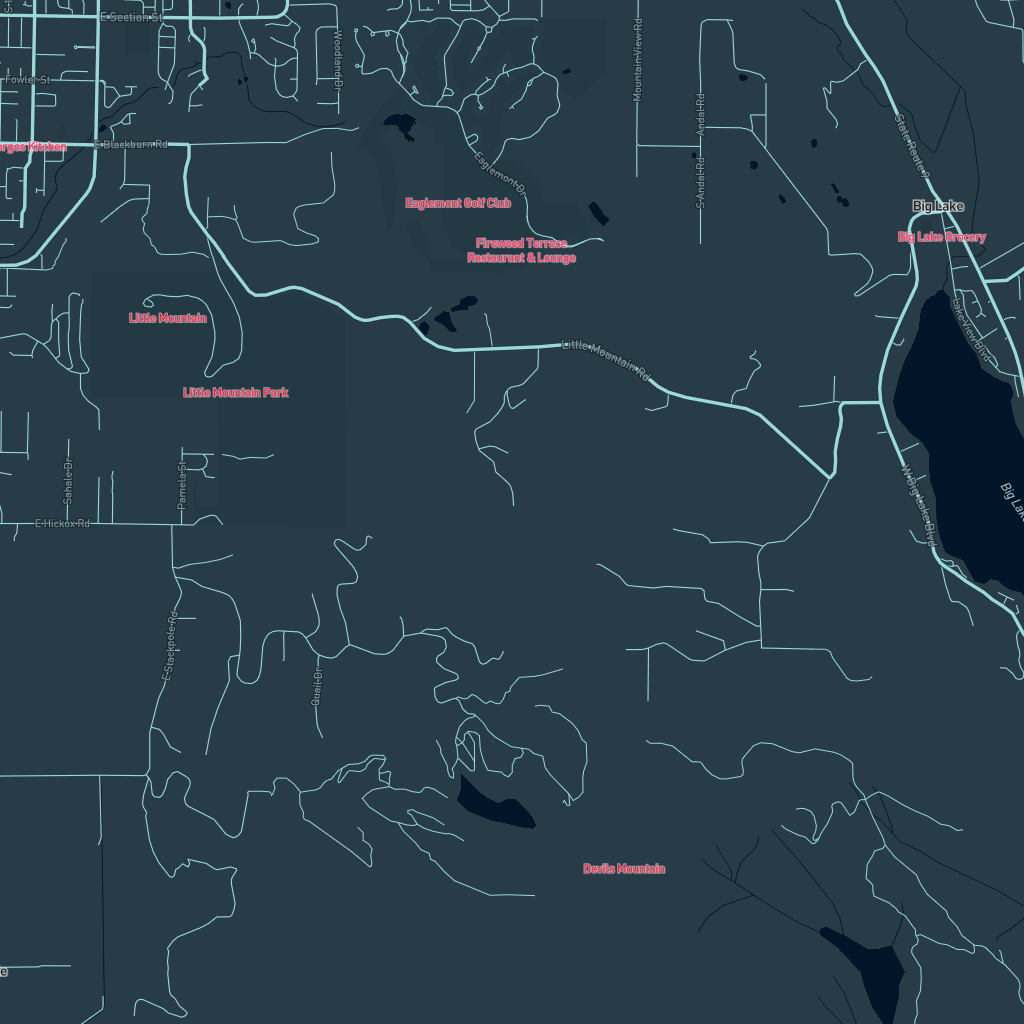 E Section St
Woodland Dr
Mountain View Rd
Fowler St
S Andal Rd
State Route 9
E Blackburn Rd
Kitchen
Eaglemont Dr
S Andal Rd
Eaglemont Golf Club
Big Lake
Big Lake Grocery
Fireweed Terrace
Restaurant & Lounge
Little Mountain
Lake View Blvd
Little Mountain Rd
Little Mountain Park
Sahale Dr
Pamela St
W Big Lake Blvd
Big Lake
E Hickox Rd
E Stackpole Rd
Quail Dr
Devils Mountain